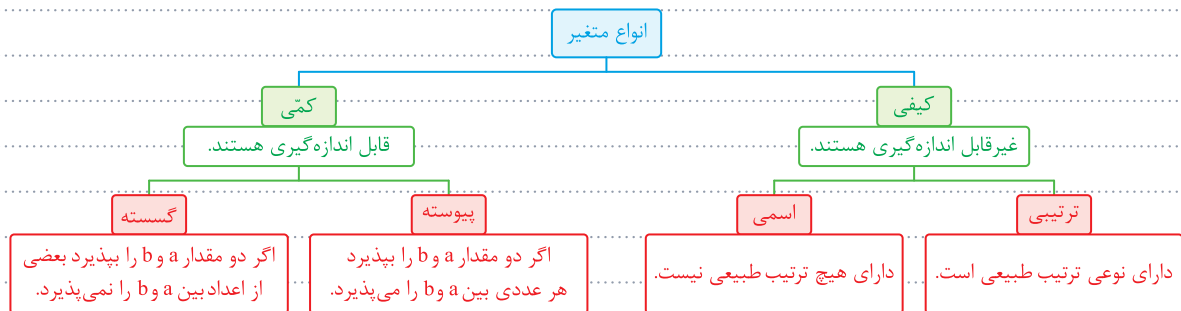 انواع متغیر
کیفی
کمّی
غیرقابل اندازه‌گیری هستند.
قابل اندازه‌گیری هستند.
ترتیبی
اسمی
پیوسته
گسسته
دارای نوعی ترتیب طبیعی است.
دارای هیچ ترتیب طبیعی نیست.
اگر دو مقدار a و b را بپذیرد
هر عددی بین a و b را می‌پذیرد.
اگر دو مقدار a و b را بپذیرد بعضی
از اعداد بین a و b را نمی‌پذیرد.